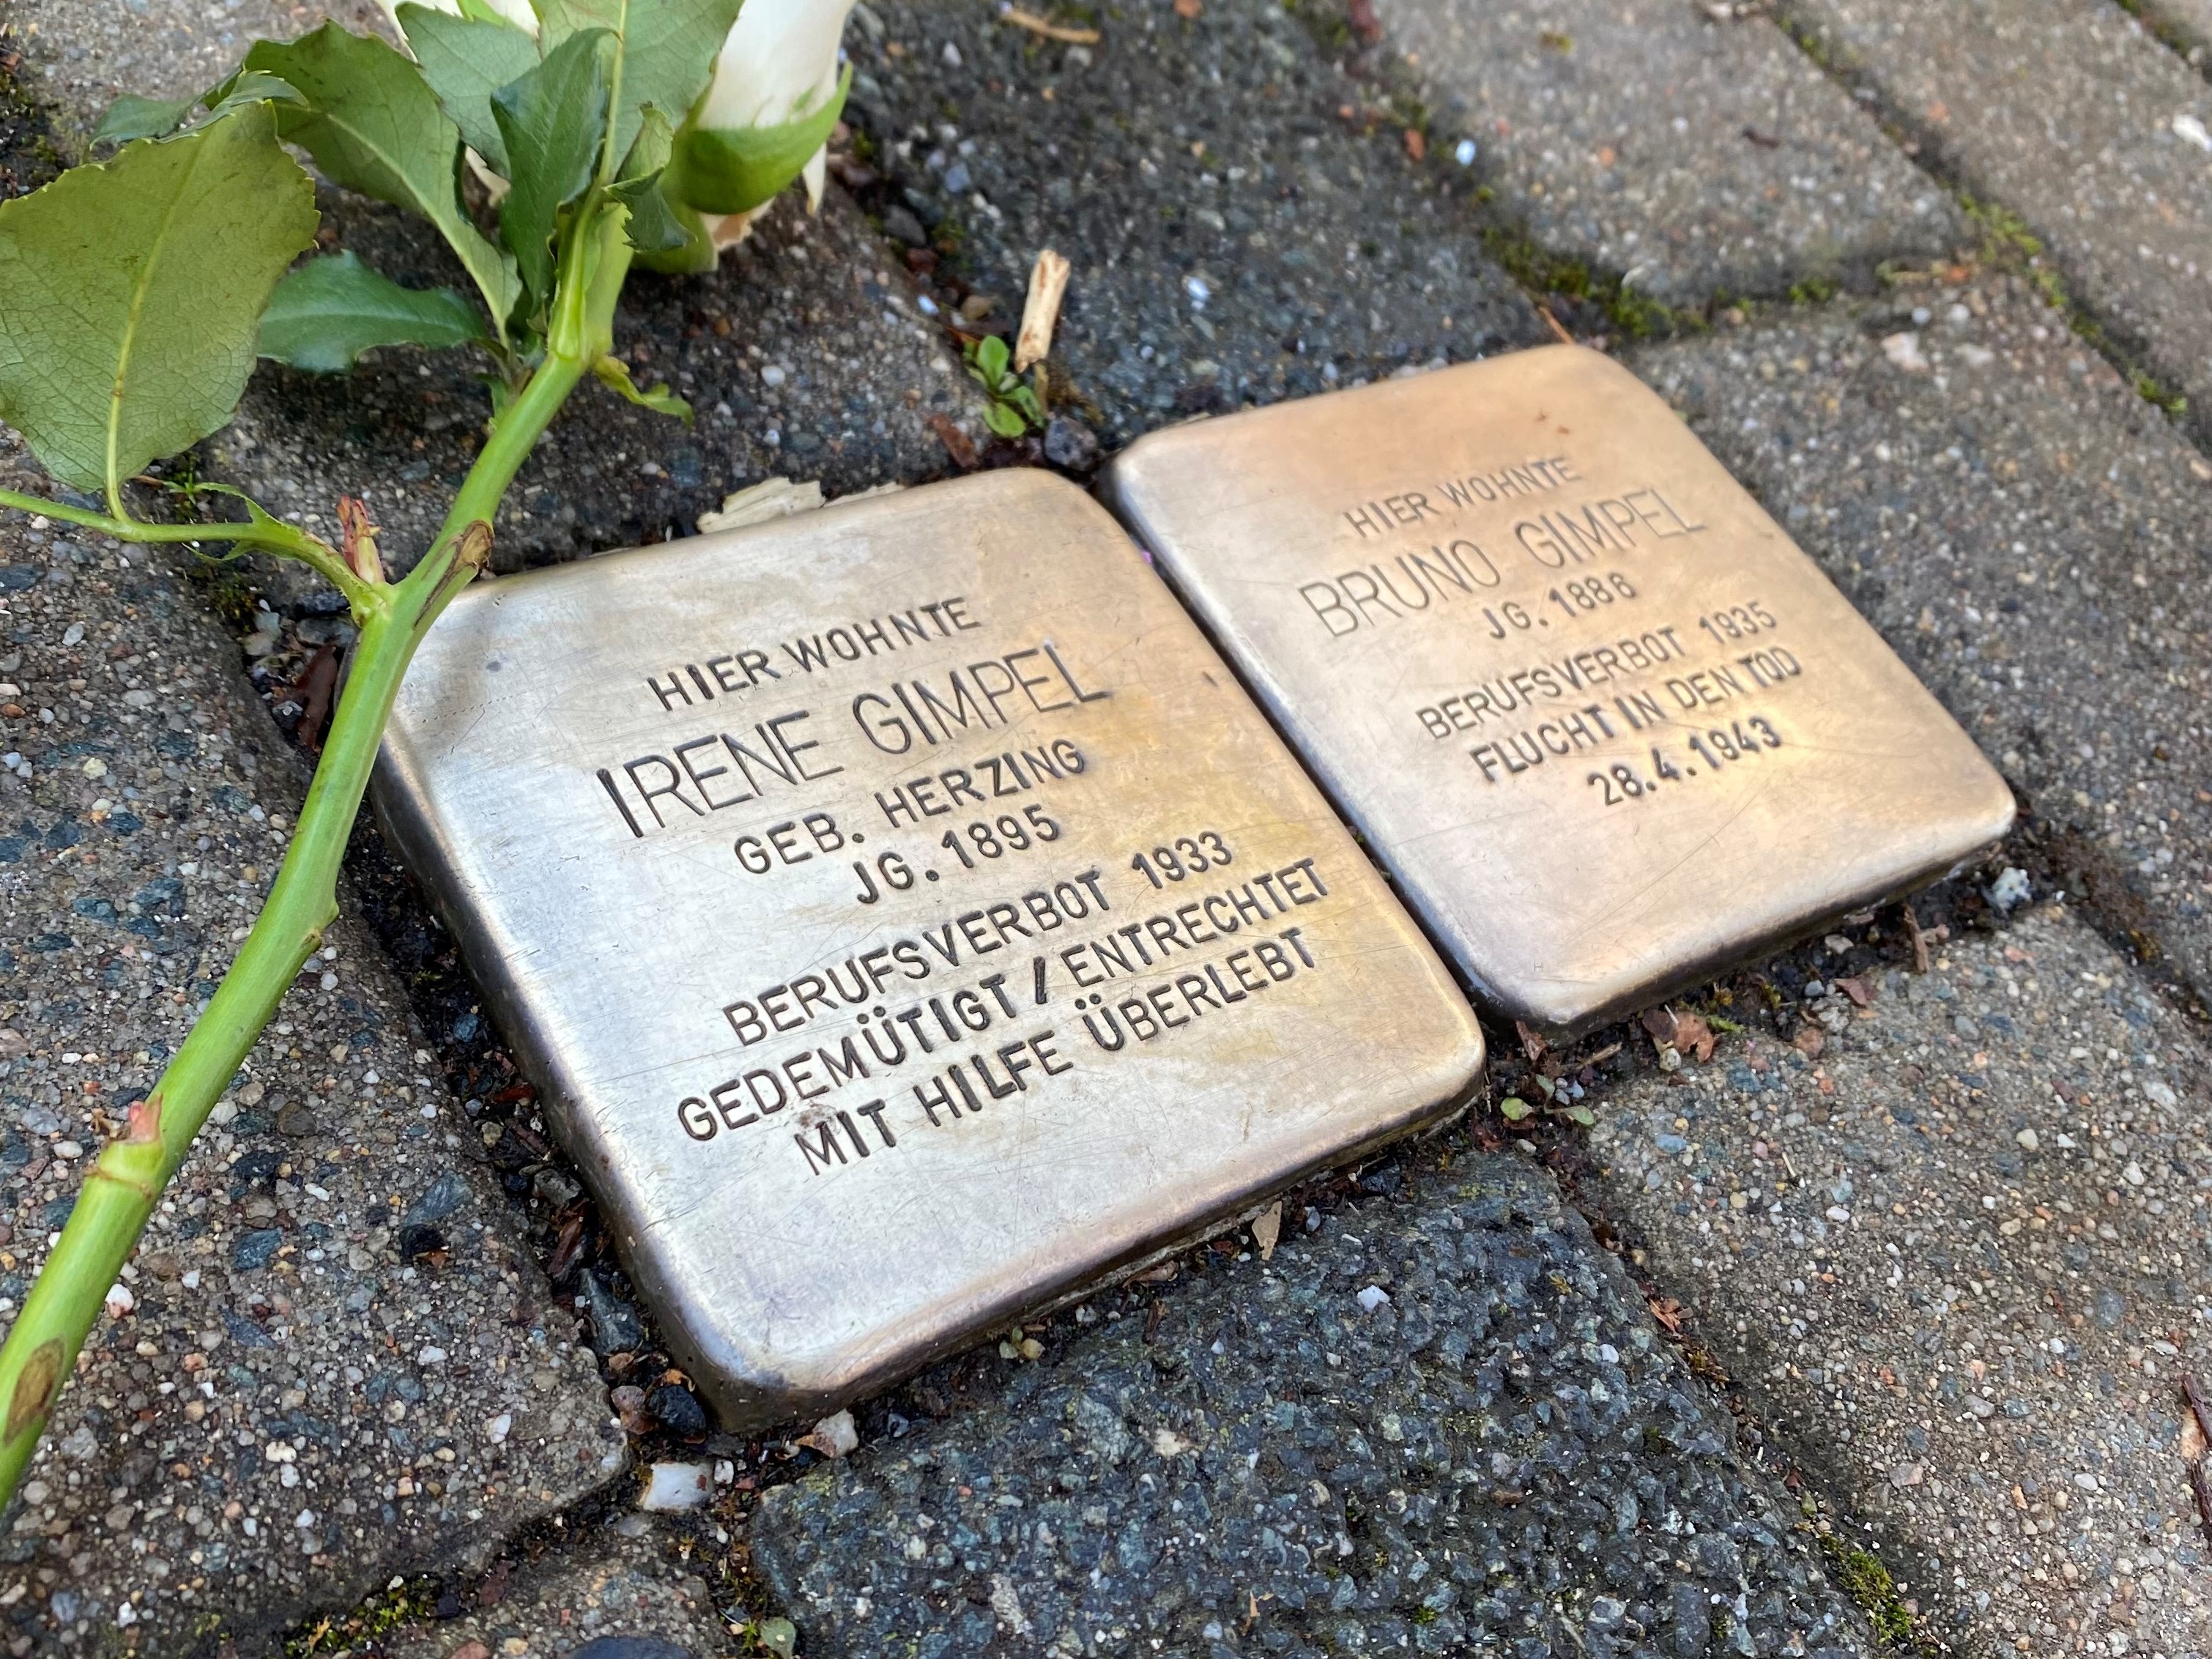 HIER WOHNTE
IRENE GIMPEL
GEB. HERZING
JG. 1895
BERUFSVERBOT 1933
GEDEMÜTIGT / ENTRECHTET
MIT HILFE ÜBERLEBT
HIER WOHNTE
BRUNO GIMPEL
JG. 1886
BERUFSVERBOT 1935
FLUCHT IN DEN TOD
28.4.1943